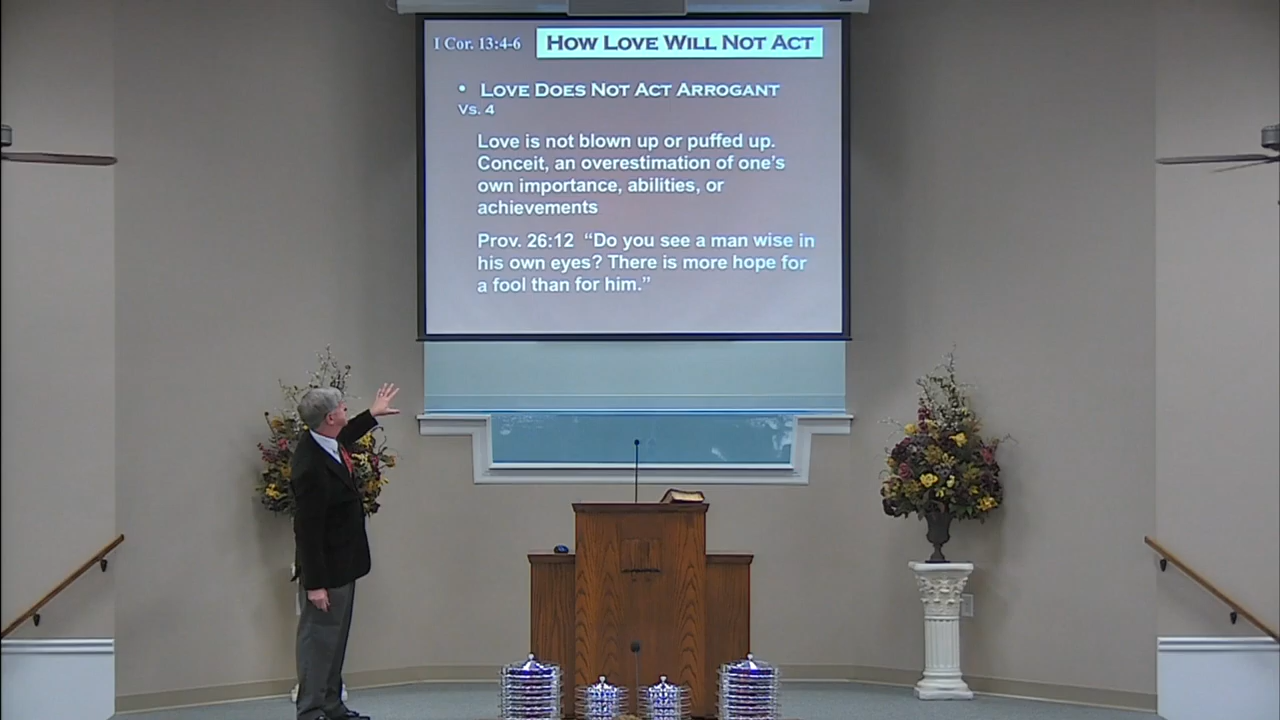 I Cor. 13:4-6
How Love Will Not Act
• Love Does Not Act Arrogant
Vs. 4
Love is not blown up or puffed up.
Conceit, an overestimation of one's
own importance, abilities, or
achievements
Prov. 26:12 “Do you see a man wise in
his own eyes? There is more hope for
a fool than for him.”